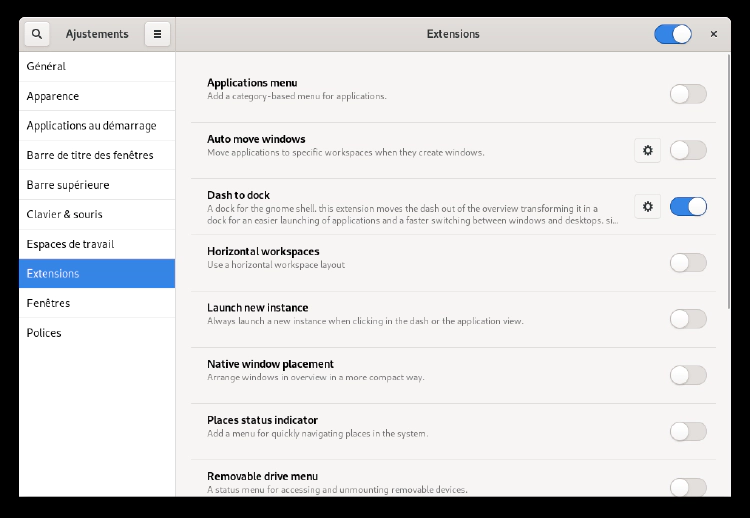 Ajustements
Extensions
Général
Apparence
Applications au démarrage
Barre de titre des fenêtres
Barre supérieure
Clavier & souris
Espaces de travail
Extensions
Fenêtres
Polices
Applications menu
Add a category-based menu for applications.
Auto move windows
Move applications to specific workspaces when they create windows.
Dash to dock
A dock for the gnome shell. this extension moves the dash out of the overview transforming it in a
dock for an easier launching of applications and a faster switching between windows and desktops. si…
Horizontal workspaces
Use a horizontal workspace layout
Launch new instance
Always launch a new instance when clicking in the dash or the application view.
Native window placement
Arrange windows in overview in a more compact way.
Places status indicator
Add a menu for quickly navigating places in the system.
Removable drive menu
A status menu for accessing and unmounting removable devices.